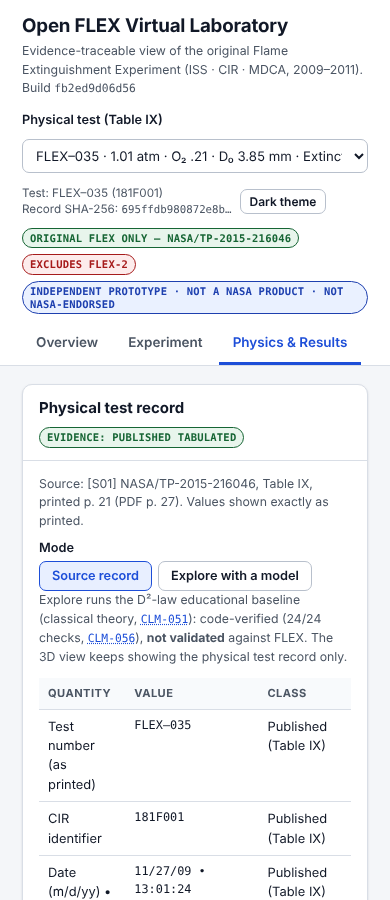 Open FLEX Virtual Laboratory
Evidence-traceable view of the original Flame
Extinguishment Experiment (ISS · CIR · MDCA, 2009–2011).
Build fb2ed9d06d56
Physical test (Table IX)
FLEX–035 · 1.01 atm · O₂ .21 · D₀ 3.85 mm · Extinc
Test: FLEX–035 (181F001)
Record SHA-256: 695ffdb980872e8b…
Dark theme
ORIGINAL FLEX ONLY — NASA/TP-2015-216046
EXCLUDES FLEX-2
INDEPENDENT PROTOTYPE · NOT A NASA PRODUCT · NOT
NASA-ENDORSED
Overview Experiment Physics & Results
Physical test record
EVIDENCE: PUBLISHED TABULATED
Source: [S01] NASA/TP-2015-216046, Table IX,
printed p. 21 (PDF p. 27). Values shown exactly as
printed.
Mode
Source record Explore with a model
Explore runs the D²-law educational baseline
(classical theory, CLM-051): code-verified (24/24
checks, CLM-056), not validated against FLEX. The
3D view keeps showing the physical test record only.
QUANTITY VALUE CLASS
Test FLEX–035 Published
number (Table IX)
(as
printed)
CIR 181F001 Published
identifier (Table IX)
Date 11/27/09 • Published
(m/d/yy) • 13:01:24 (Table IX)